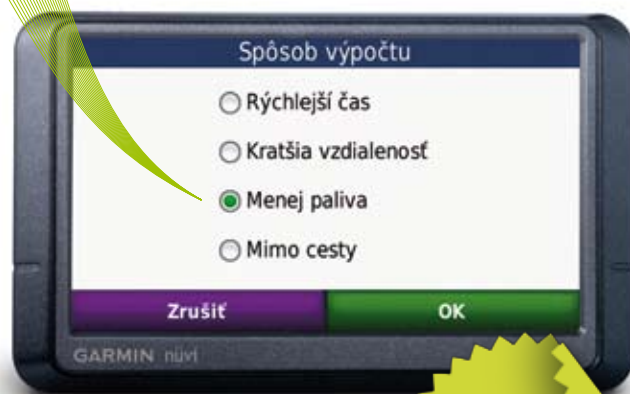 Spôsob výpočtu
Rýchlejší čas
Kratšia vzdialenosť
Menej paliva
Mimo cesty
Zrušiť
OK
GARMIN nüvi